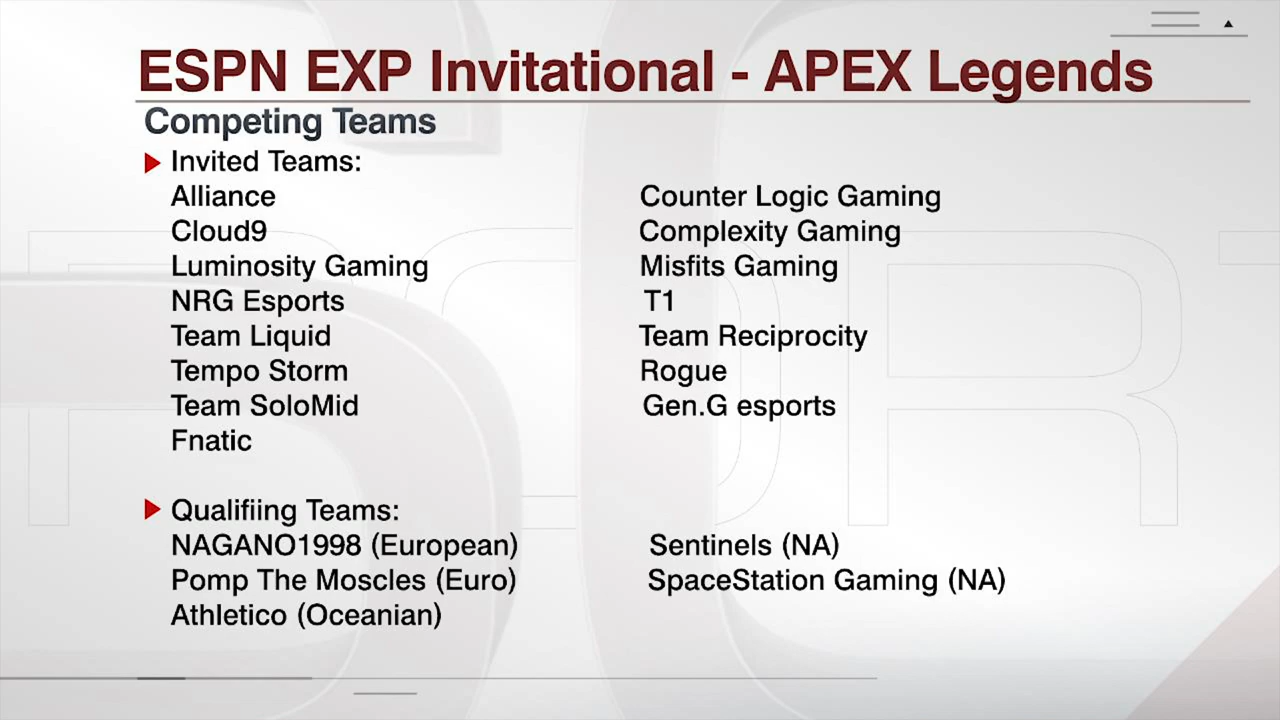 ESPN EXP Invitational - APEX Legends
Competing Teams
Invited Teams:
Alliance Counter Logic Gaming
Cloud9 Complexity Gaming
Luminosity Gaming Misfits Gaming
NRG Esports T1
Team Liquid Team Reciprocity
Tempo Storm Rogue
Team SoloMid Gen.G esports
Fnatic
Qualifiing Teams:
NAGANO1998 (European) Sentinels (NA)
Pomp The Moscles (Euro) SpaceStation Gaming (NA)
Athletico (Oceanian)